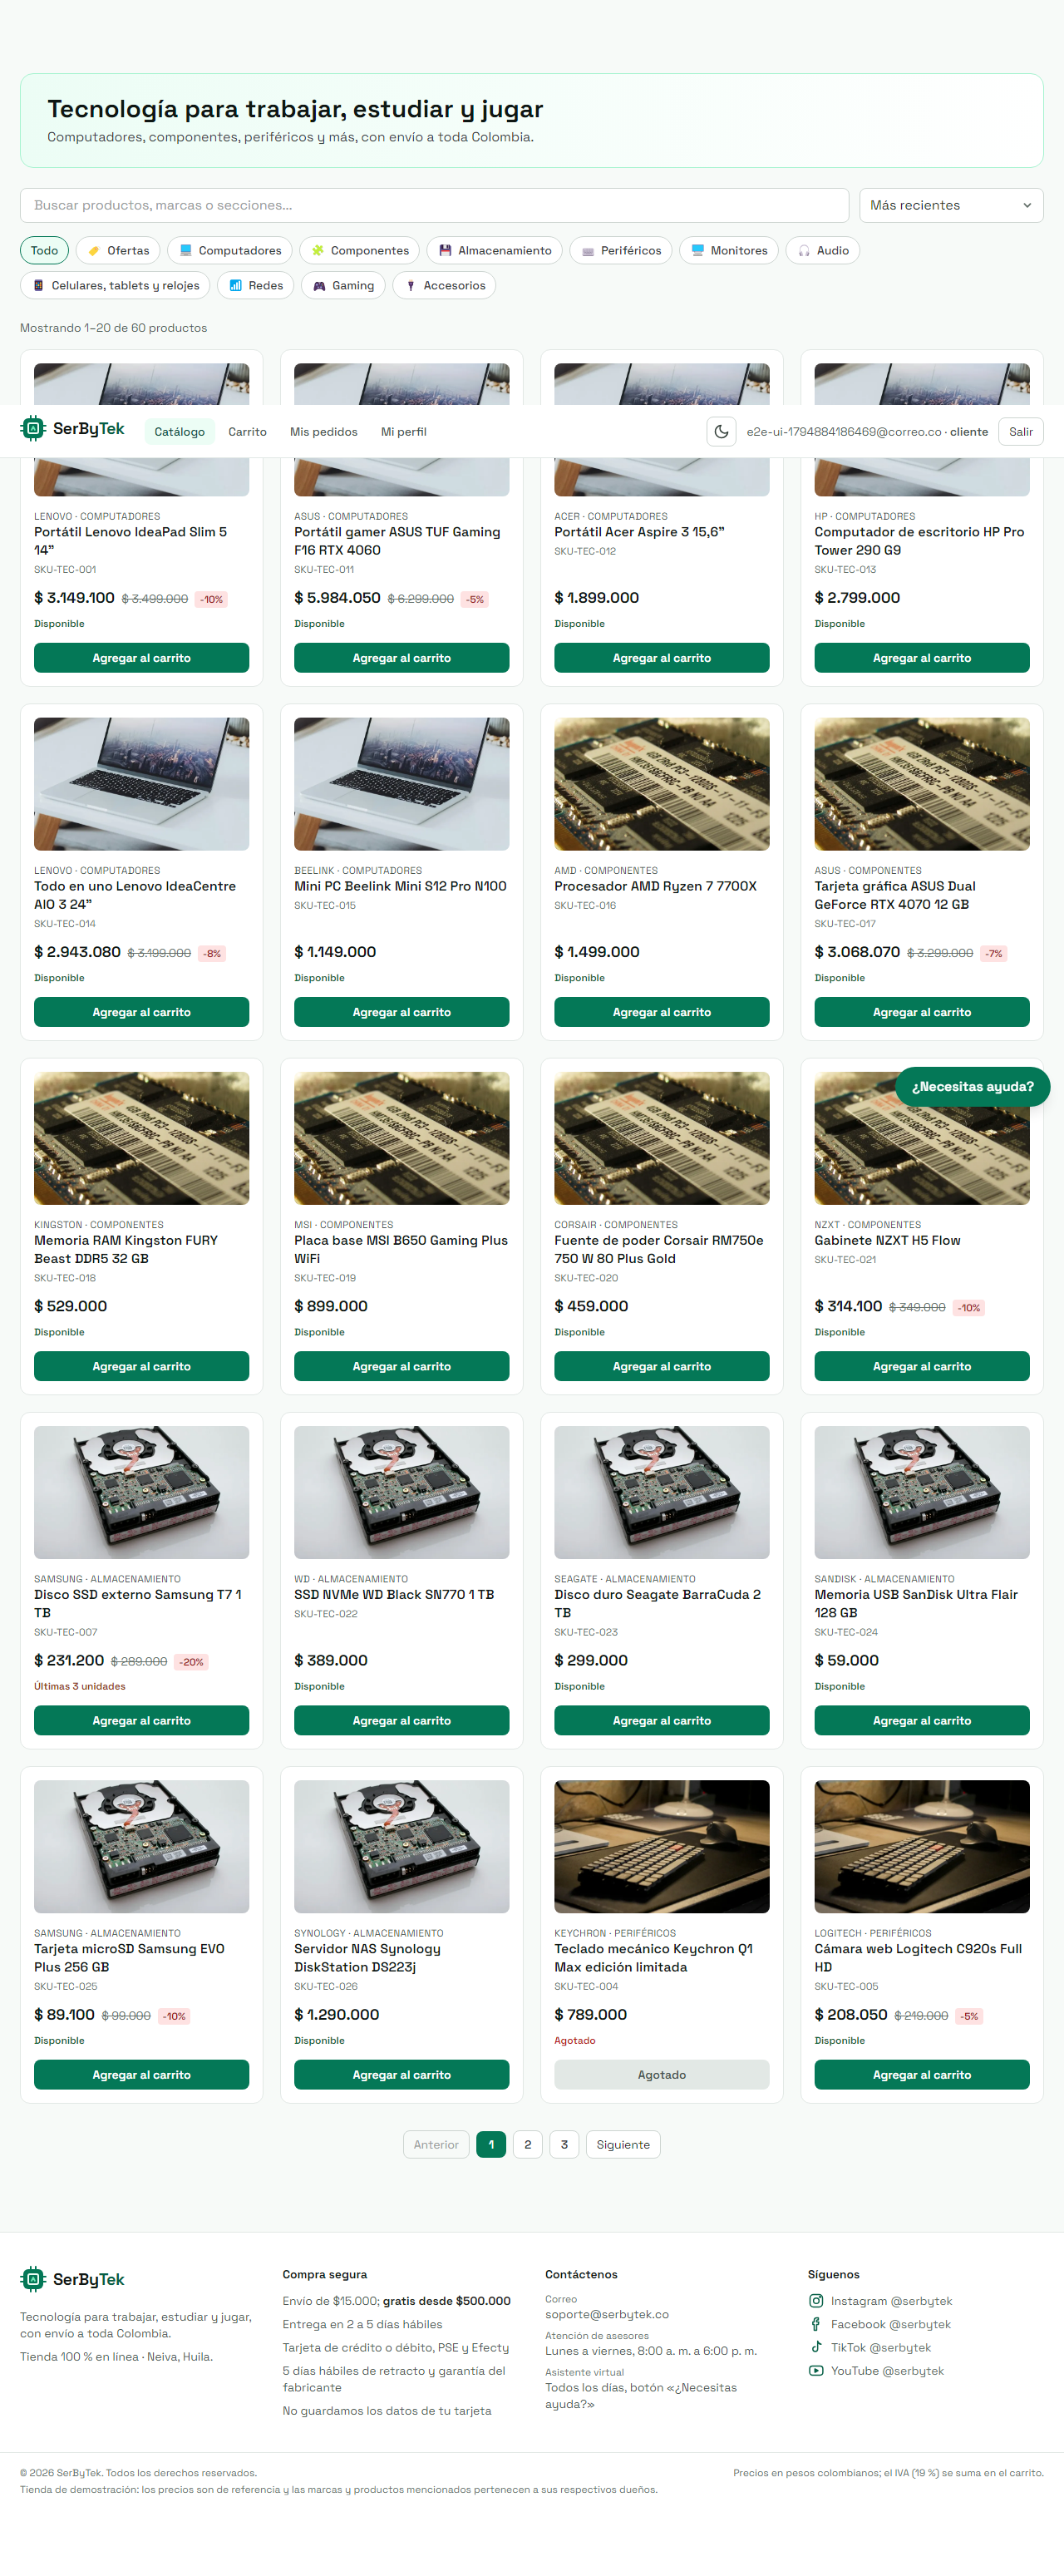 Tecnología para trabajar, estudiar y jugar
Computadores, componentes, periféricos y más, con envío a toda Colombia.
Buscar productos, marcas o secciones...
Más recientes
Todo
Ofertas
Computadores
Componentes
Almacenamiento
Periféricos
Monitores
Audio
Celulares, tablets y relojes
Redes
Gaming
Accesorios
Mostrando 1–20 de 60 productos
SerByTek
Catálogo
Carrito
Mis pedidos
Mi perfil
e2e-ui-1794884186469@correo.co · cliente
Salir
LENOVO · COMPUTADORES
Portátil Lenovo IdeaPad Slim 5
14”
SKU-TEC-001
$ 3.149.100 $ 3.499.000 -10%
Disponible
Agregar al carrito
ASUS · COMPUTADORES
Portátil gamer ASUS TUF Gaming
F16 RTX 4060
SKU-TEC-011
$ 5.984.050 $ 6.299.000 -5%
Disponible
Agregar al carrito
ACER · COMPUTADORES
Portátil Acer Aspire 3 15,6”
SKU-TEC-012
$ 1.899.000
Disponible
Agregar al carrito
HP · COMPUTADORES
Computador de escritorio HP Pro
Tower 290 G9
SKU-TEC-013
$ 2.799.000
Disponible
Agregar al carrito
LENOVO · COMPUTADORES
Todo en uno Lenovo IdeaCentre
AIO 3 24”
SKU-TEC-014
$ 2.943.080 $ 3.199.000 -8%
Disponible
Agregar al carrito
BEELINK · COMPUTADORES
Mini PC Beelink Mini S12 Pro N100
SKU-TEC-015
$ 1.149.000
Disponible
Agregar al carrito
AMD · COMPONENTES
Procesador AMD Ryzen 7 7700X
SKU-TEC-016
$ 1.499.000
Disponible
Agregar al carrito
ASUS · COMPONENTES
Tarjeta gráfica ASUS Dual
GeForce RTX 4070 12 GB
SKU-TEC-017
$ 3.068.070 $ 3.299.000 -7%
Disponible
Agregar al carrito
¿Necesitas ayuda?
KINGSTON · COMPONENTES
Memoria RAM Kingston FURY
Beast DDR5 32 GB
SKU-TEC-018
$ 529.000
Disponible
Agregar al carrito
MSI · COMPONENTES
Placa base MSI B650 Gaming Plus
WiFi
SKU-TEC-019
$ 899.000
Disponible
Agregar al carrito
CORSAIR · COMPONENTES
Fuente de poder Corsair RM750e
750 W 80 Plus Gold
SKU-TEC-020
$ 459.000
Disponible
Agregar al carrito
NZXT · COMPONENTES
Gabinete NZXT H5 Flow
SKU-TEC-021
$ 314.100 $ 349.000 -10%
Disponible
Agregar al carrito
SAMSUNG · ALMACENAMIENTO
Disco SSD externo Samsung T7 1
TB
SKU-TEC-007
$ 231.200 $ 289.000 -20%
Últimas 3 unidades
Agregar al carrito
WD · ALMACENAMIENTO
SSD NVMe WD Black SN770 1 TB
SKU-TEC-022
$ 389.000
Disponible
Agregar al carrito
SEAGATE · ALMACENAMIENTO
Disco duro Seagate BarraCuda 2
TB
SKU-TEC-023
$ 299.000
Disponible
Agregar al carrito
SANDISK · ALMACENAMIENTO
Memoria USB SanDisk Ultra Flair
128 GB
SKU-TEC-024
$ 59.000
Disponible
Agregar al carrito
SAMSUNG · ALMACENAMIENTO
Tarjeta microSD Samsung EVO
Plus 256 GB
SKU-TEC-025
$ 89.100 $ 99.000 -10%
Disponible
Agregar al carrito
SYNOLOGY · ALMACENAMIENTO
Servidor NAS Synology
DiskStation DS223j
SKU-TEC-026
$ 1.290.000
Disponible
Agregar al carrito
KEYCHRON · PERIFÉRICOS
Teclado mecánico Keychron Q1
Max edición limitada
SKU-TEC-004
$ 789.000
Agotado
Agotado
LOGITECH · PERIFÉRICOS
Cámara web Logitech C920s Full
HD
SKU-TEC-005
$ 208.050 $ 219.000 -5%
Disponible
Agregar al carrito
Anterior
1
2
3
Siguiente
SerByTek
Tecnología para trabajar, estudiar y jugar,
con envío a toda Colombia.
Tienda 100 % en línea · Neiva, Huila.
Compra segura
Envío de $15.000; gratis desde $500.000
Entrega en 2 a 5 días hábiles
Tarjeta de crédito o débito, PSE y Efecty
5 días hábiles de retracto y garantía del
fabricante
No guardamos los datos de tu tarjeta
Contáctenos
Correo
soporte@serbytek.co
Atención de asesores
Lunes a viernes, 8:00 a. m. a 6:00 p. m.
Asistente virtual
Todos los días, botón «¿Necesitas
ayuda?»
Síguenos
Instagram @serbytek
Facebook @serbytek
TikTok @serbytek
YouTube @serbytek
© 2026 SerByTek. Todos los derechos reservados.
Precios en pesos colombianos; el IVA (19 %) se suma en el carrito.
Tienda de demostración: los precios son de referencia y las marcas y productos mencionados pertenecen a sus respectivos dueños.